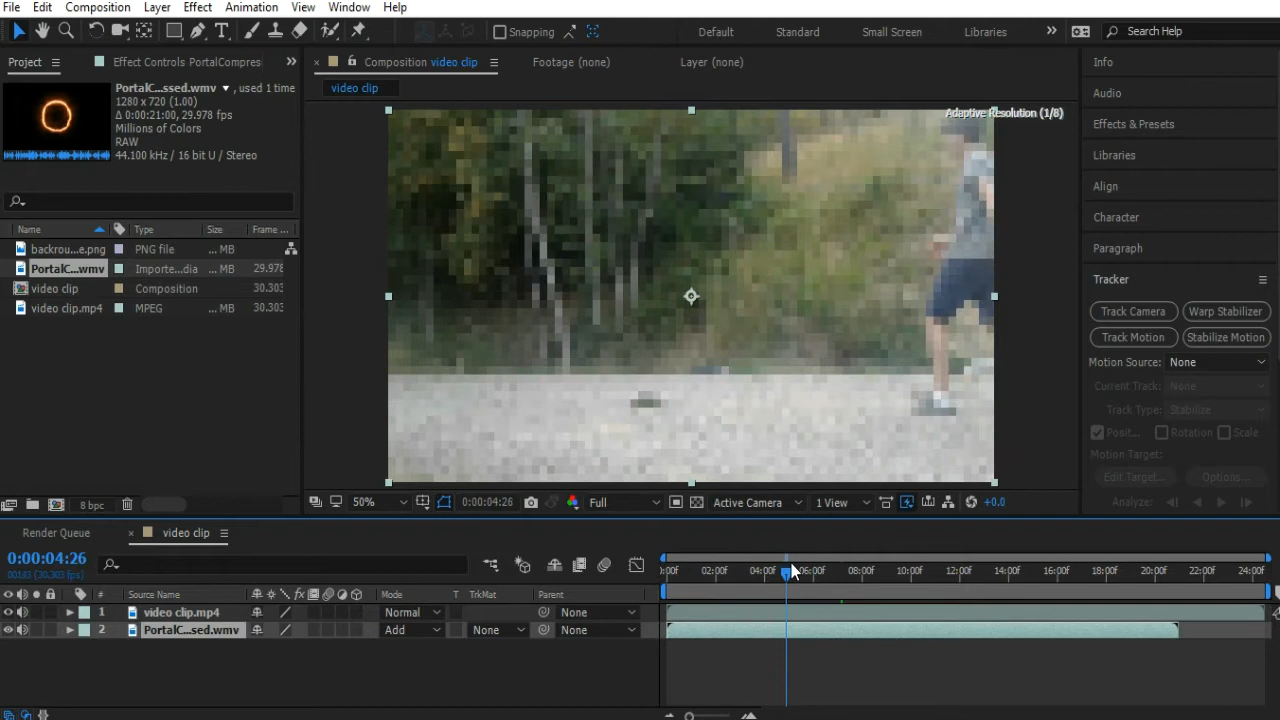 File Edit Composition Layer Effect Animation View Window Help
Snapping Default Standard Small Screen Libraries Search Help
Project Effect Controls PortalCompres Composition video clip Footage (none) Layer (none) Info
PortalC...ssed.wmv , used 1 time video clip
1280 x 720 (1.00) Audio
Δ 0:00:21:00, 29.978 fps Adaptive Resolution (1/8)
Millions of Colors Effects & Presets
RAW
44.100 kHz / 16 bit U / Stereo Libraries
Align
Character
Name Type Size Frame ...
backrou...e.png PNG file ... MB Paragraph
PortalC...wmv Importe...dia ... MB 29.978
Tracker
video clip Composition 30.303
video clip.mp4 MPEG ... MB 30.303
Track Camera Warp Stabilizer
Track Motion Stabilize Motion
Motion Source: None
Current Track: None
Track Type: Stabilize
Posit... Rotation Scale
Motion Target:
Edit Target... Options...
8 bpc 50% 0:00:04:26 Full Active Camera 1 View +0.0 Analyze:
Render Queue video clip
0:00:04:26
(30.303 fps) :00f 02:00f 04:00f 06:00f 08:00f 10:00f 12:00f 14:00f 16:00f 18:00f 20:00f 22:00f 24:00f
# Source Name Mode T TrkMat Parent
1 video clip.mp4 Normal None
2 PortalC...sed.wmv Add None None